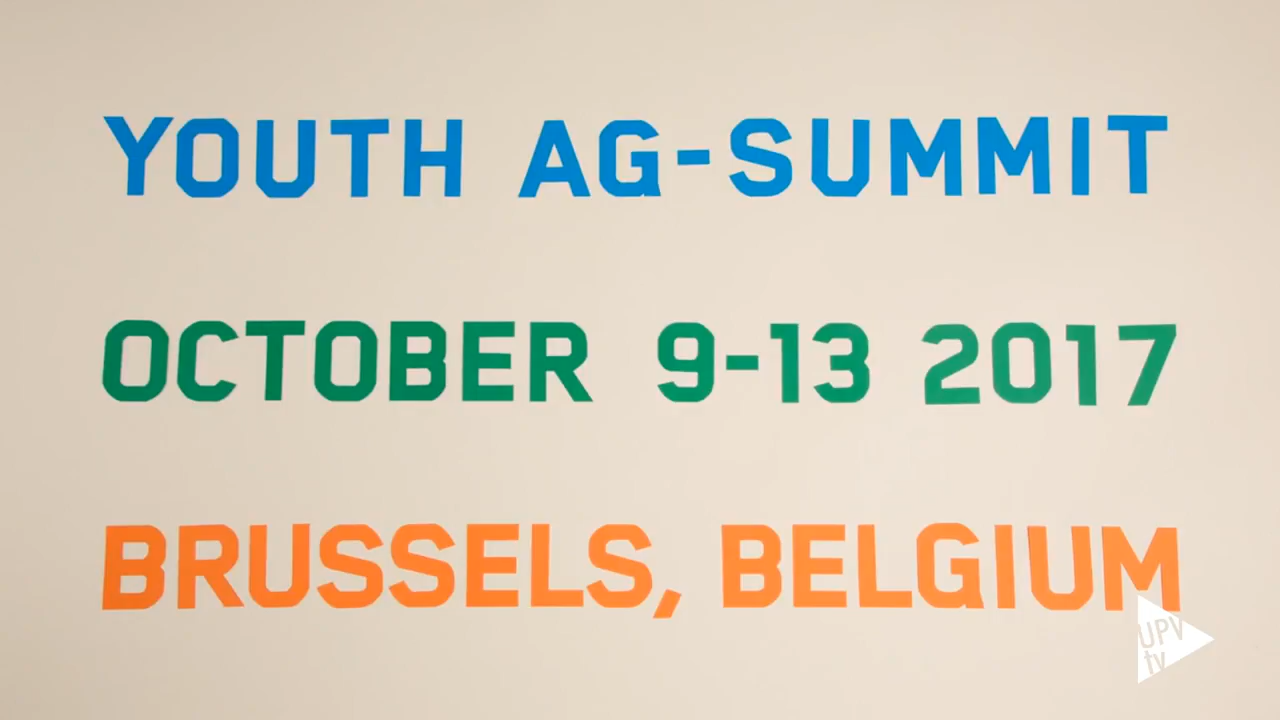 YOUTH AG-SUMMIT
OCTOBER 9-13 2017
BRUSSELS, BELGIUM
UPV
tv